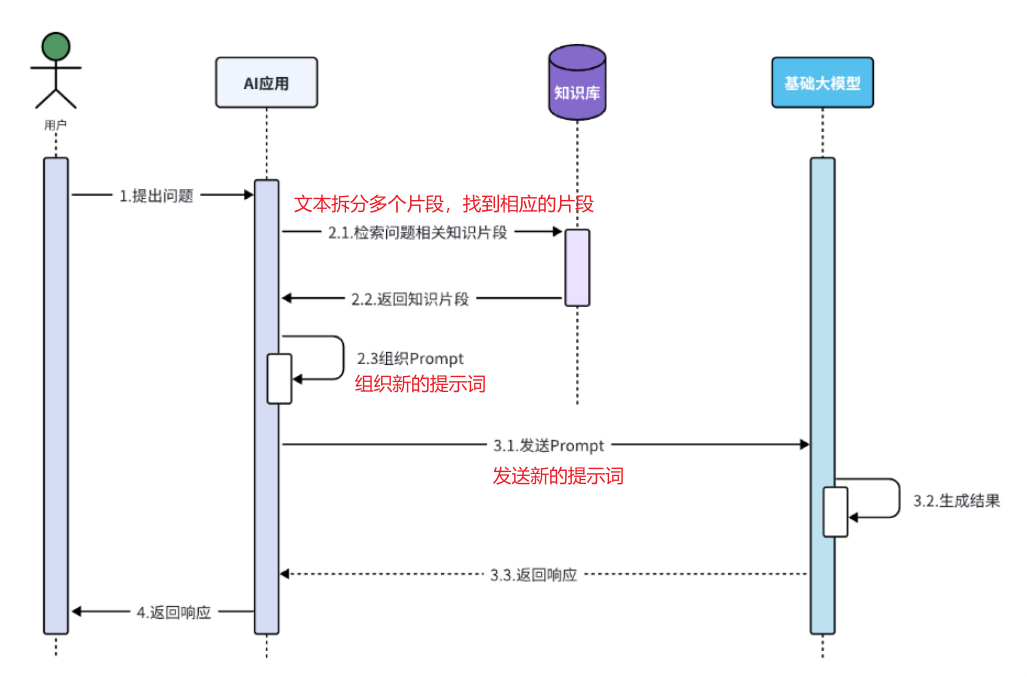 AI应用
知识库
基础大模型
用户
1.提出问题
文本拆分多个片段，找到相应的片段
2.1.检索问题相关知识片段
2.2.返回知识片段
2.3组织Prompt
组织新的提示词
3.1.发送Prompt
发送新的提示词
3.2.生成结果
3.3.返回响应
4.返回响应